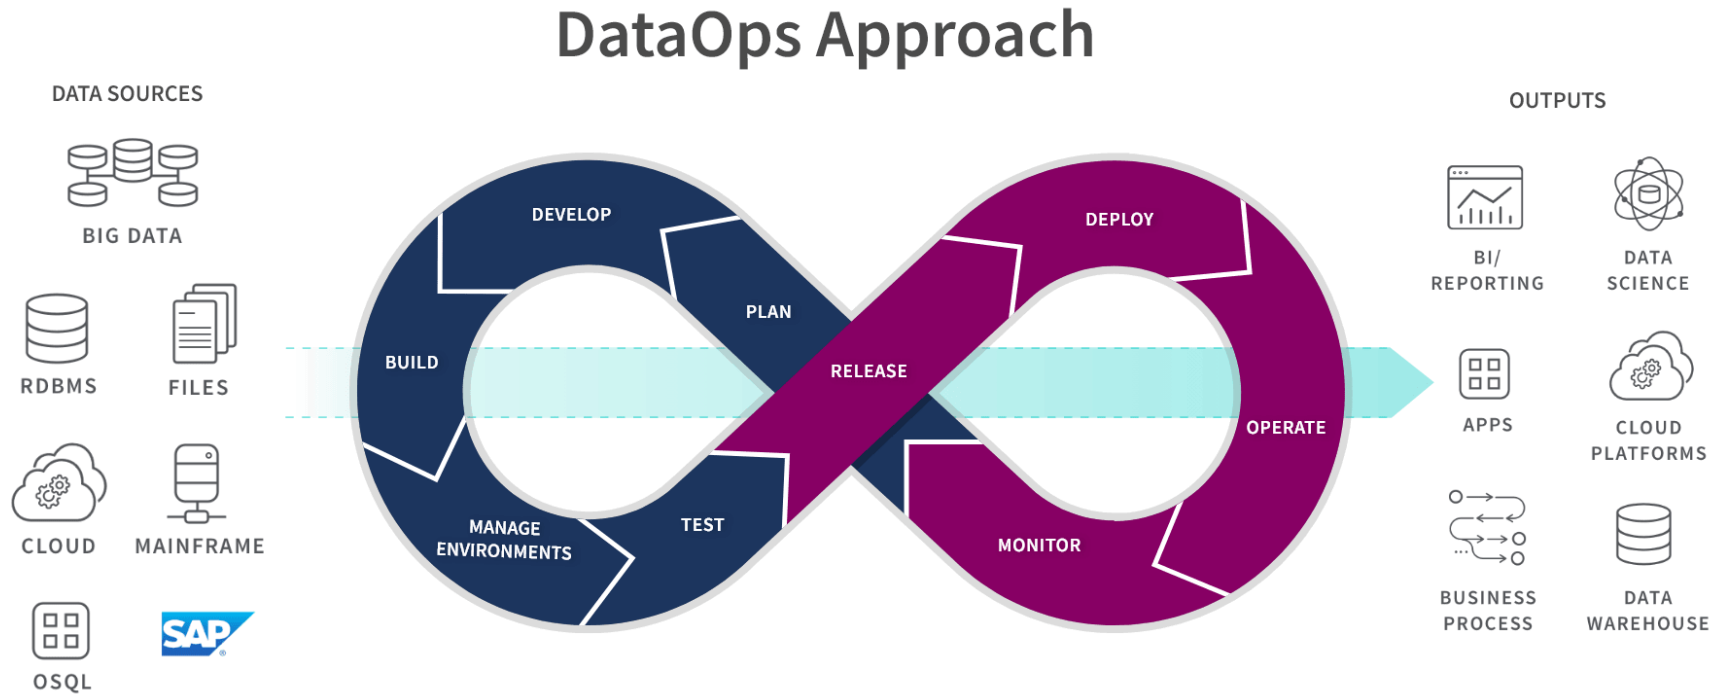 DataOps Approach
DATA SOURCES
BIG DATA
RDBMS
FILES
CLOUD
MAINFRAME
OSQL
SAP
®
DEVELOP
PLAN
BUILD
MANAGE
ENVIRONMENTS
TEST
RELEASE
DEPLOY
OPERATE
MONITOR
OUTPUTS
BI/
REPORTING
DATA
SCIENCE
APPS
CLOUD
PLATFORMS
BUSINESS
PROCESS
DATA
WAREHOUSE